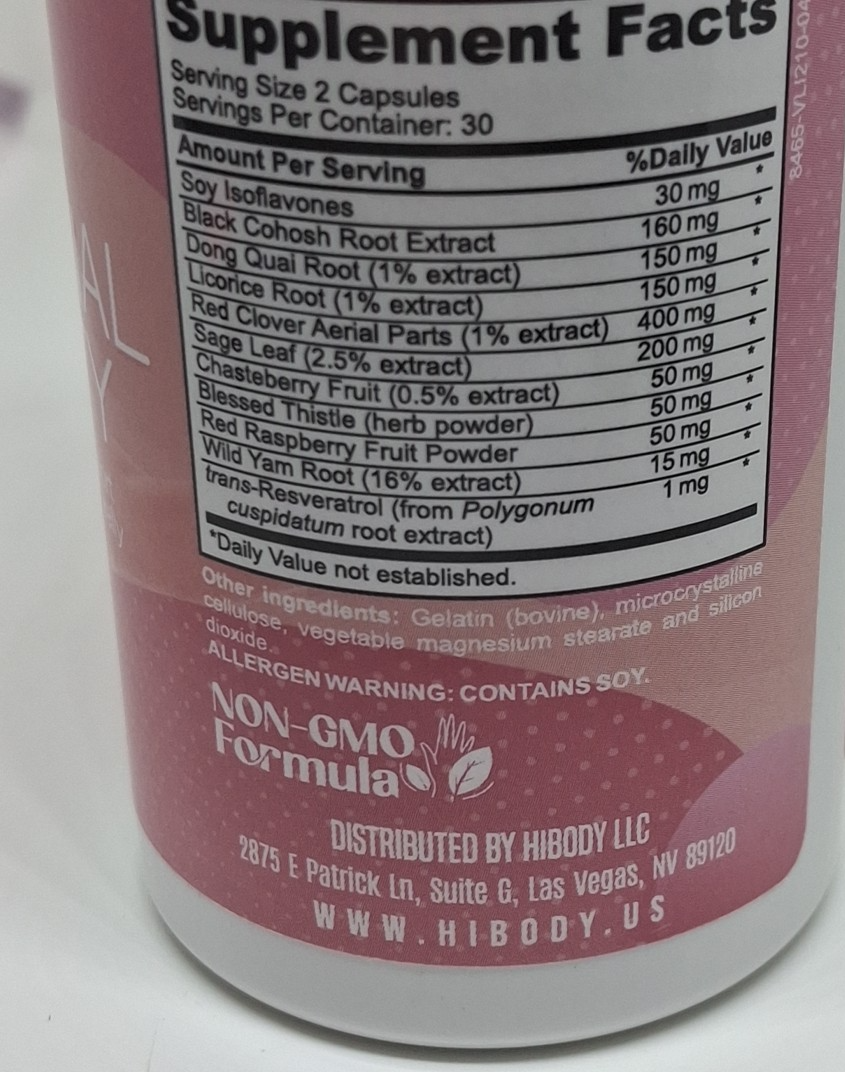 Supplement Facts
Serving Size 2 Capsules
Servings Per Container: 30
Amount Per Serving %Daily Value
Soy Isoflavones 30 mg *
Black Cohosh Root Extract 160 mg *
Dong Quai Root (1% extract) 150 mg *
Licorice Root (1% extract) 150 mg *
Red Clover Aerial Parts (1% extract) 400 mg *
Sage Leaf (2.5% extract) 200 mg *
Chasteberry Fruit (0.5% extract) 50 mg *
Blessed Thistle (herb powder) 50 mg *
Red Raspberry Fruit Powder 50 mg *
Wild Yam Root (16% extract) 15 mg *
trans-Resveratrol (from Polygonum 1 mg *
cuspidatum root extract)
*Daily Value not established.
Other ingredients: Gelatin (bovine), microcrystalline
cellulose, vegetable magnesium stearate and silicon
dioxide.
ALLERGEN WARNING: CONTAINS SOY.
NON-GMO
Formula
DISTRIBUTED BY HIBODY LLC
2875 E Patrick Ln, Suite G, Las Vegas, NV 89120
WWW.HIBODY.US
8465-VLI210-04
AL
Y